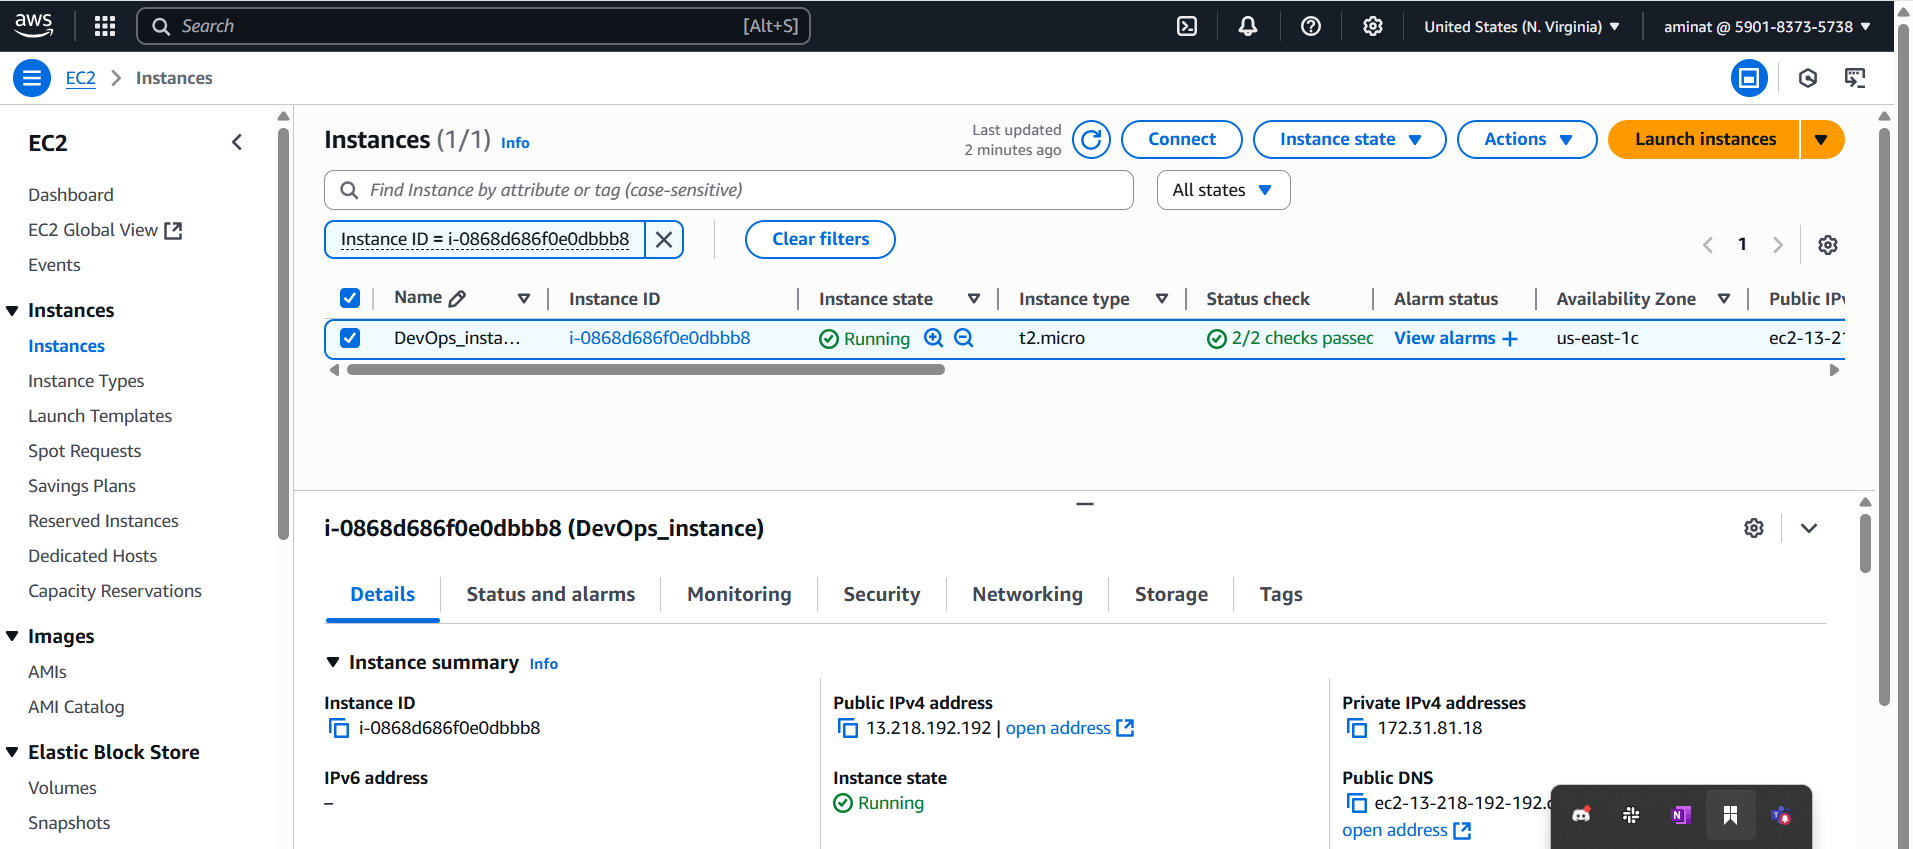 aws
Search [Alt+S]
United States (N. Virginia)
aminat @ 5901-8373-5738
EC2 Instances
EC2
Dashboard
EC2 Global View
Events
Instances
Instances
Instance Types
Launch Templates
Spot Requests
Savings Plans
Reserved Instances
Dedicated Hosts
Capacity Reservations
Images
AMIs
AMI Catalog
Elastic Block Store
Volumes
Snapshots
Instances (1/1) Info
Last updated
2 minutes ago
Connect
Instance state
Actions
Launch instances
Find Instance by attribute or tag (case-sensitive)
All states
Instance ID = i-0868d686f0e0dbbb8
Clear filters
1
Name Instance ID Instance state Instance type Status check Alarm status Availability Zone Public IPv
DevOps_insta... i-0868d686f0e0dbbb8 Running t2.micro 2/2 checks passec View alarms + us-east-1c ec2-13-21
i-0868d686f0e0dbbb8 (DevOps_instance)
Details Status and alarms Monitoring Security Networking Storage Tags
Instance summary Info
Instance ID
i-0868d686f0e0dbbb8
Public IPv4 address
13.218.192.192 | open address
Private IPv4 addresses
172.31.81.18
IPv6 address
–
Instance state
Running
Public DNS
ec2-13-218-192-192.c
open address